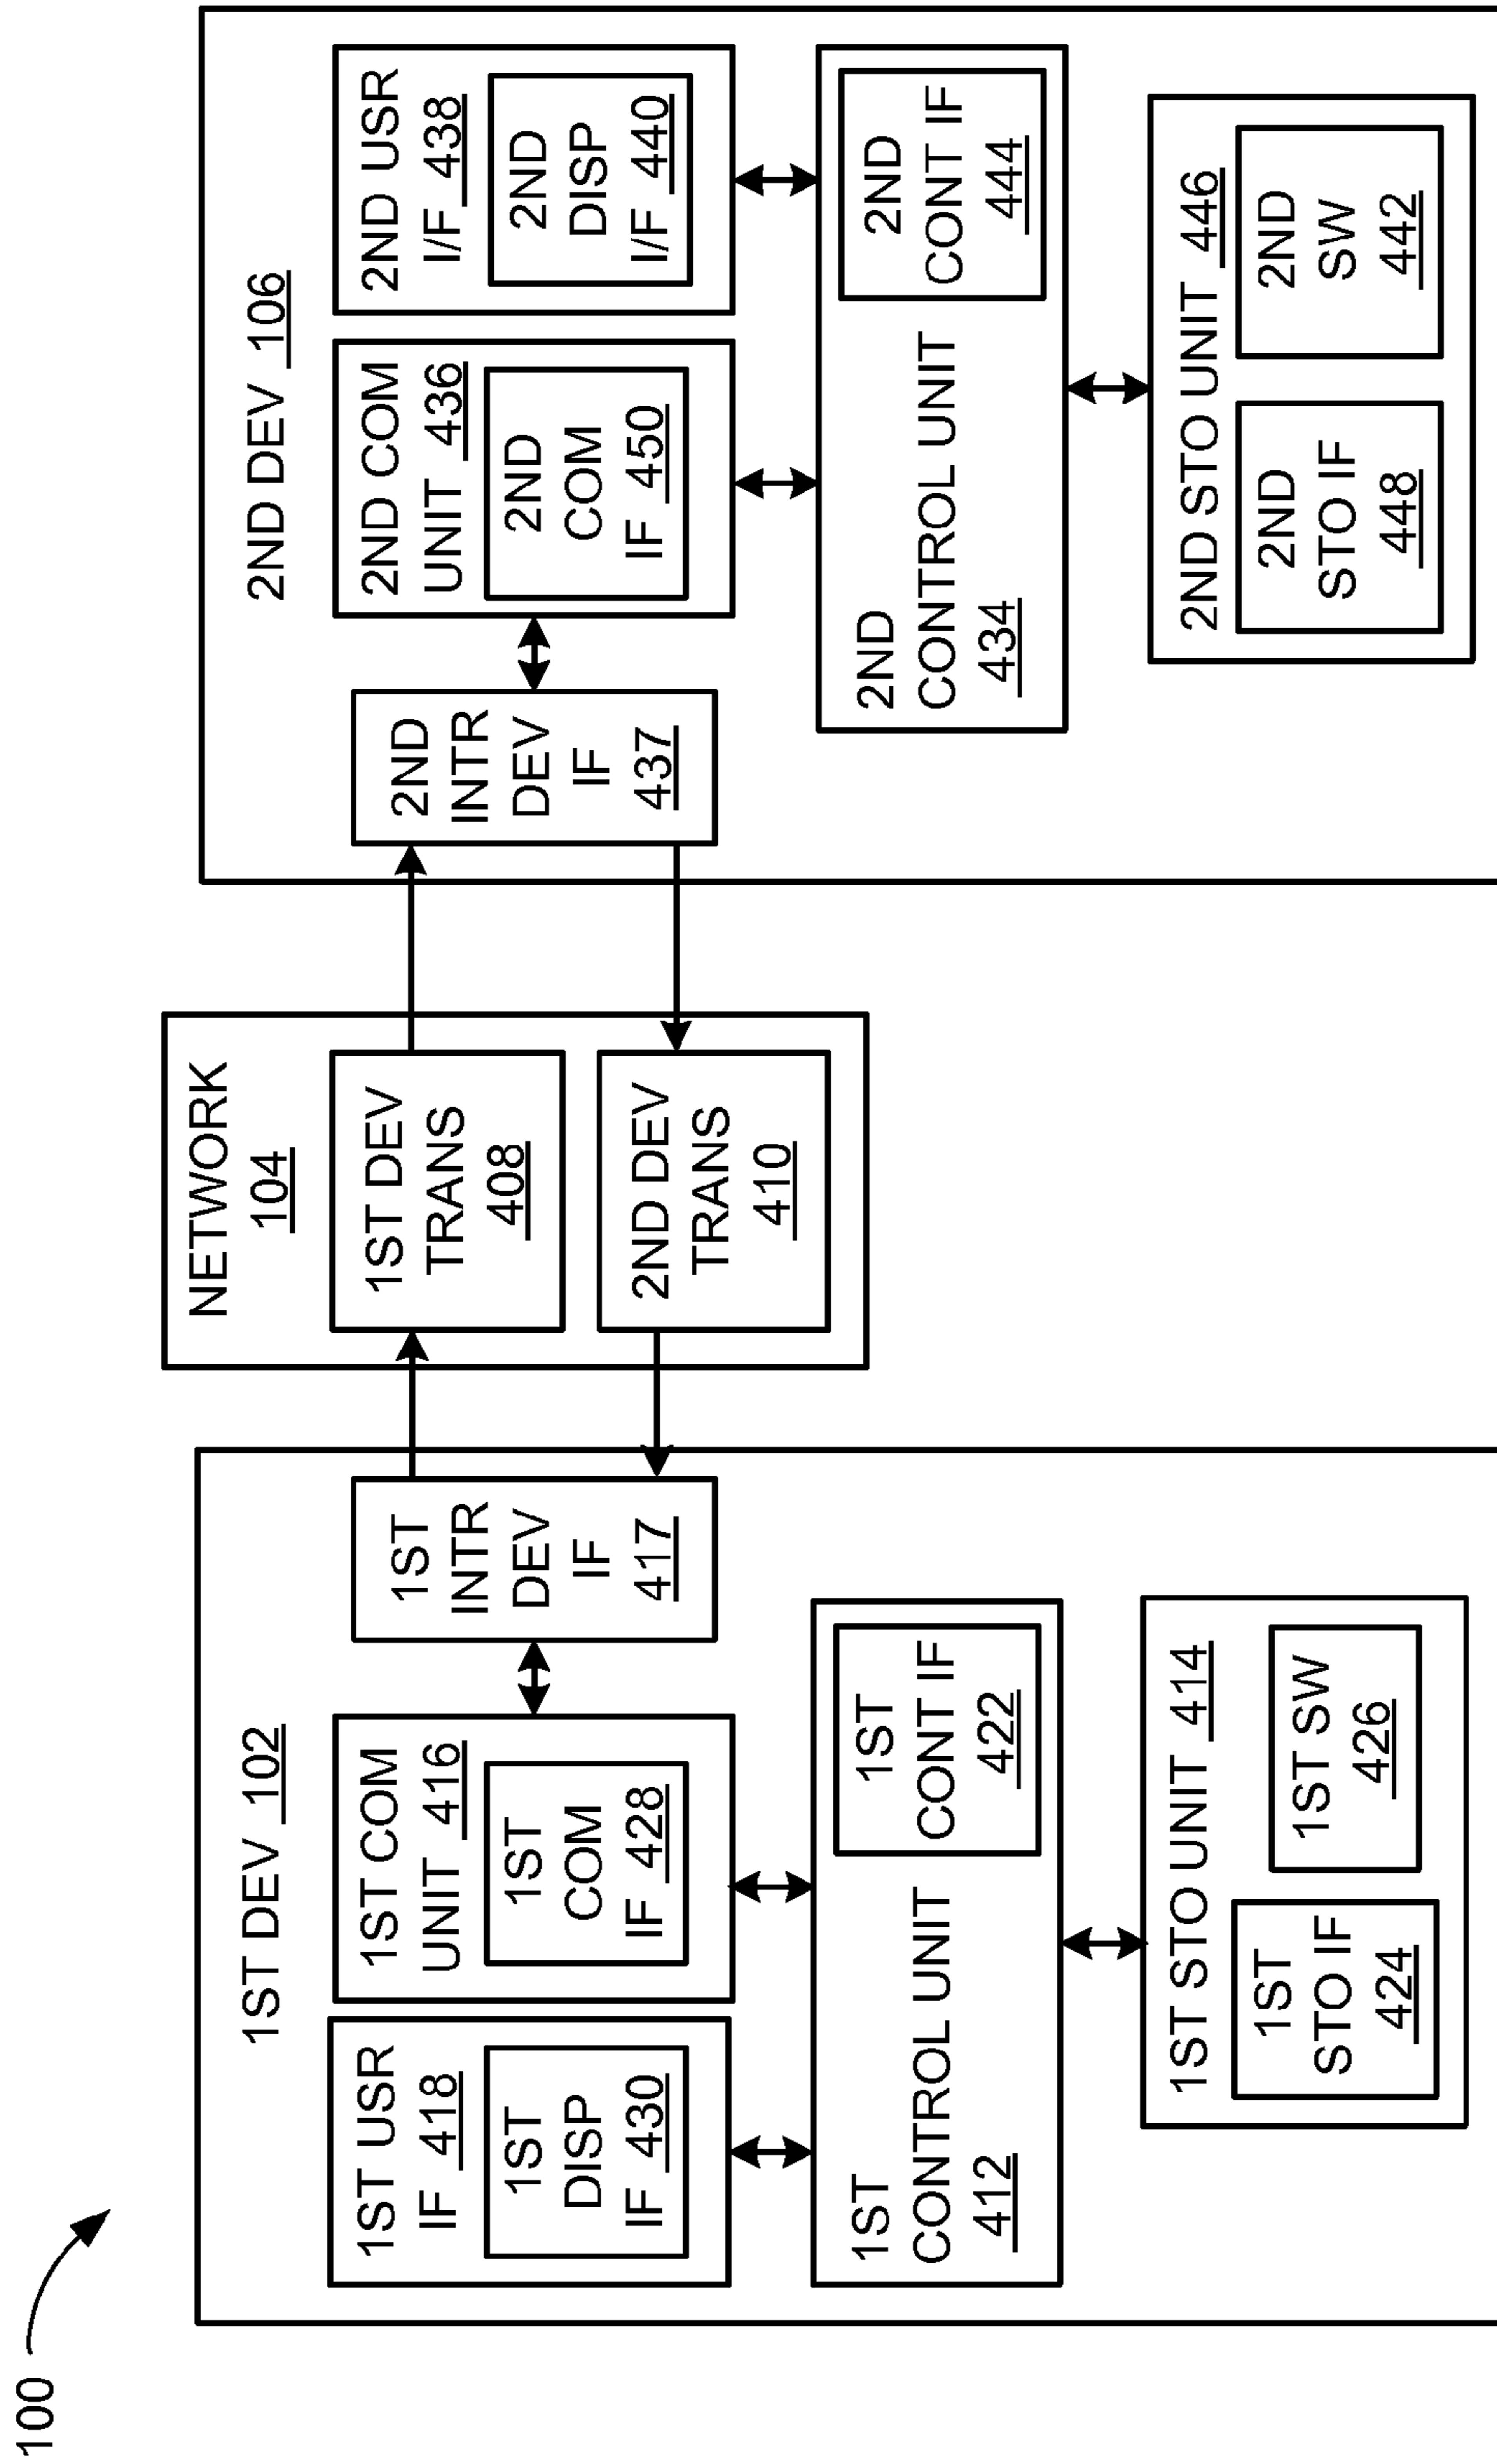 100
1ST DEV 102
1ST USR
IF 418
1ST
DISP
IF 430
1ST COM
UNIT 416
1ST
COM
IF 428
1ST
INTR
DEV
IF
417
1ST
CONTROL UNIT
412
1ST
CONT IF
422
1ST STO UNIT 414
1ST
STO IF
424
1ST SW
426
NETWORK
104
1ST DEV
TRANS
408
2ND DEV
TRANS
410
2ND DEV 106
2ND
INTR
DEV
IF
437
2ND COM
UNIT 436
2ND
COM
IF 450
2ND USR
I/F 438
2ND
DISP
I/F 440
2ND
CONTROL UNIT
434
2ND
CONT IF
444
2ND STO UNIT 446
2ND
STO IF
448
2ND
SW
442